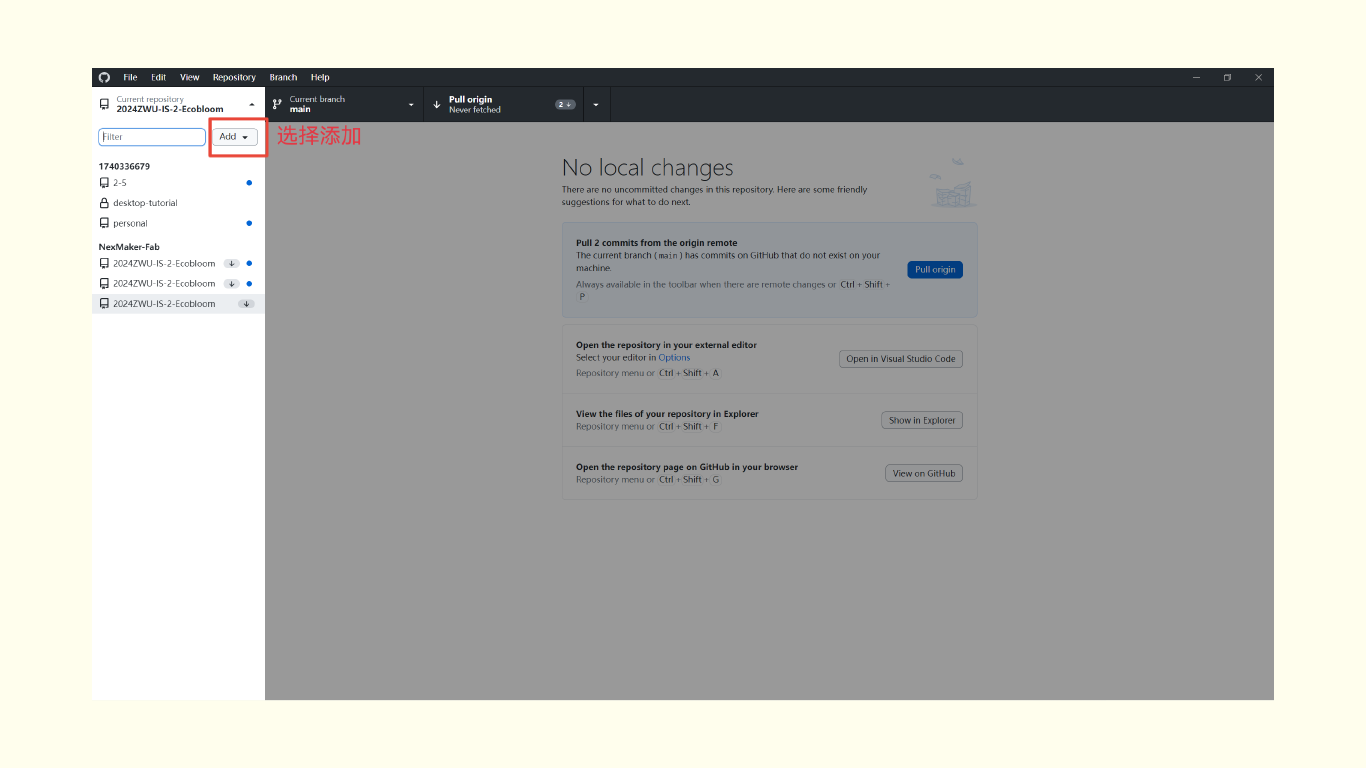 File Edit View Repository Branch Help
Current repository
2024ZWU-IS-2-Ecobloom
Current branch
main
Pull origin
Never fetched
2
Filter
Add
选择添加
1740336679
2-5
desktop-tutorial
personal
NexMaker-Fab
2024ZWU-IS-2-Ecobloom
2024ZWU-IS-2-Ecobloom
2024ZWU-IS-2-Ecobloom
No local changes
There are no uncommitted changes in this repository. Here are some friendly
suggestions for what to do next.
Pull 2 commits from the origin remote
The current branch (main) has commits on GitHub that do not exist on your
machine.
Always available in the toolbar when there are remote changes or Ctrl + Shift +
P
Pull origin
Open the repository in your external editor
Select your editor in Options
Repository menu or Ctrl + Shift + A
Open in Visual Studio Code
View the files of your repository in Explorer
Repository menu or Ctrl + Shift + F
Show in Explorer
Open the repository page on GitHub in your browser
Repository menu or Ctrl + Shift + G
View on GitHub